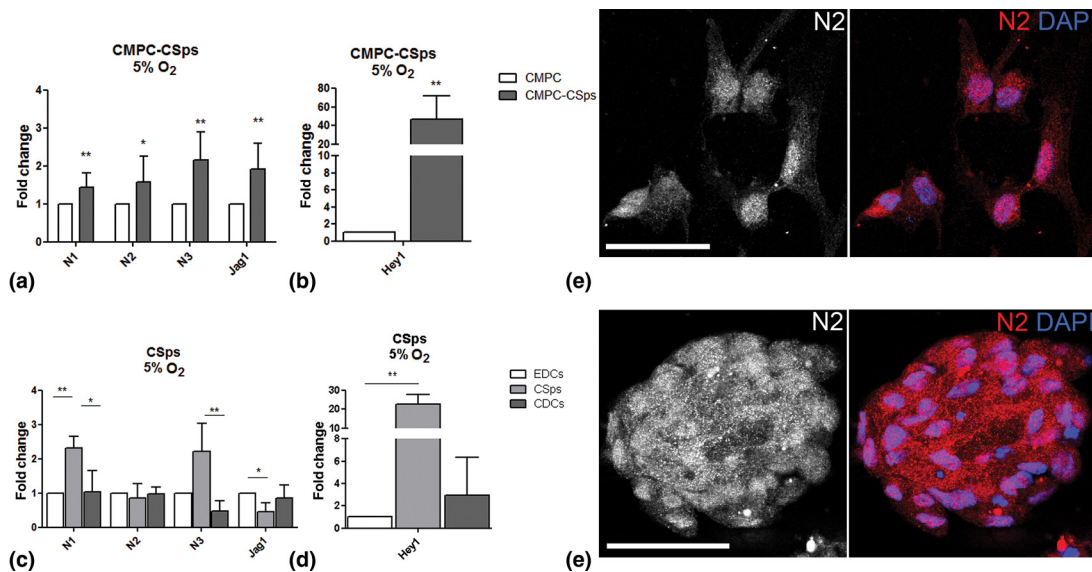 CMPC-CSps
5% O2
Fold change
4
3
2
1
0
**
*
**
**
N1
N2
N3
Jag1
(a)
CMPC-CSps
5% O2
Fold change
80
60
40
20
10
8
6
4
2
0
**
Hey1
(b)
CMPC
CMPC-CSps
N2
N2 DAPI
(e)
CSps
5% O2
Fold change
4
3
2
1
0
**
*
**
*
N1
N2
N3
Jag1
(c)
CSps
5% O2
Fold change
30
20
10
8
6
4
2
0
**
Hey1
(d)
EDCs
CSps
CDCs
N2
N2 DAPI
(e)